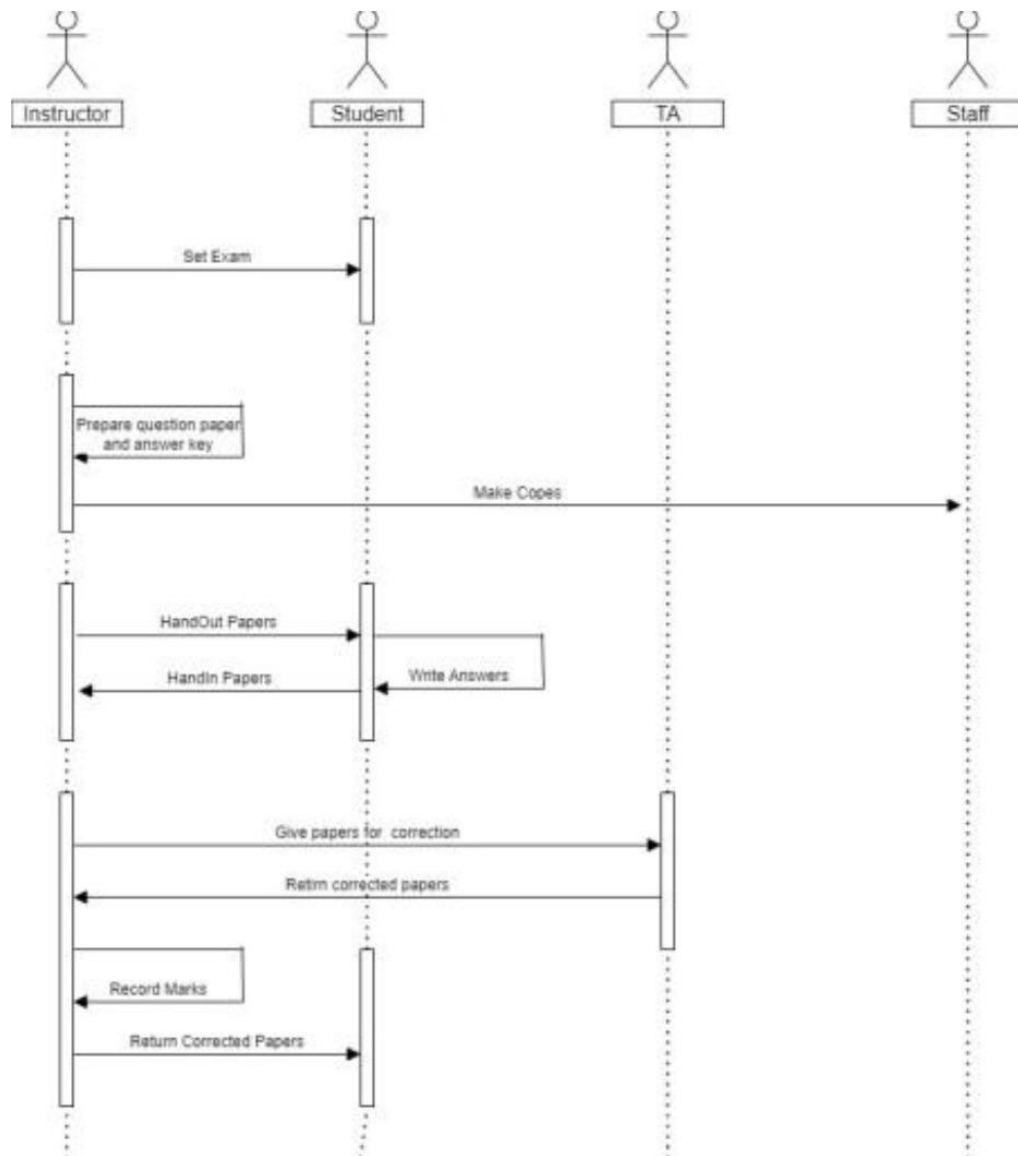 Instructor
Student
TA
Staff
Set Exam
Prepare question paper
and answer key
Make Copes
HandOut Papers
Write Answers
HandIn Papers
Give papers for correction
Retirn corrected papers
Record Marks
Return Corrected Papers